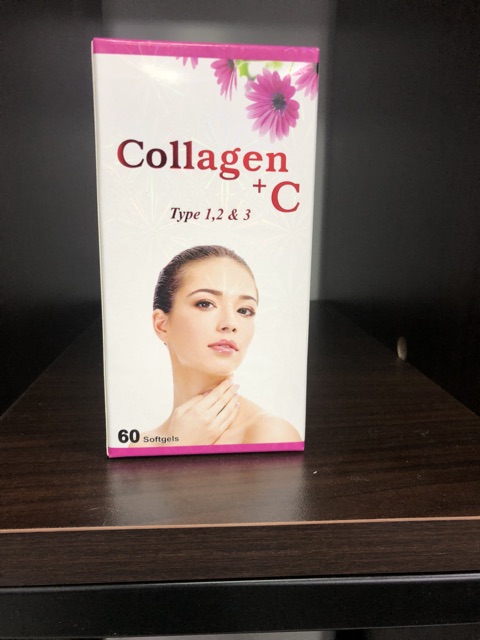 Collagen
+ C
Type 1,2 & 3
60 Softgels